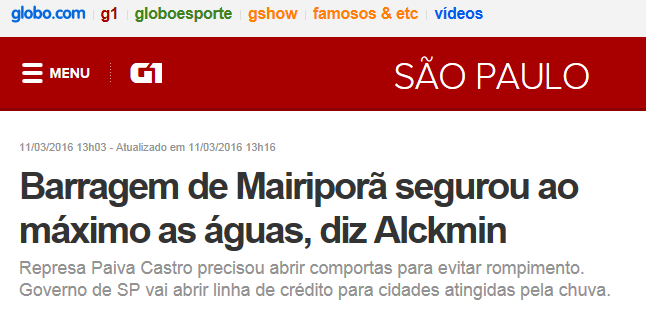 globo.com g1 globoesporte gshow famosos & etc vídeos
MENU G1 SÃO PAULO
11/03/2016 13h03 - Atualizado em 11/03/2016 13h16
Barragem de Mairiporã segurou ao
máximo as águas, diz Alckmin
Represa Paiva Castro precisou abrir comportas para evitar rompimento.
Governo de SP vai abrir linha de crédito para cidades atingidas pela chuva.